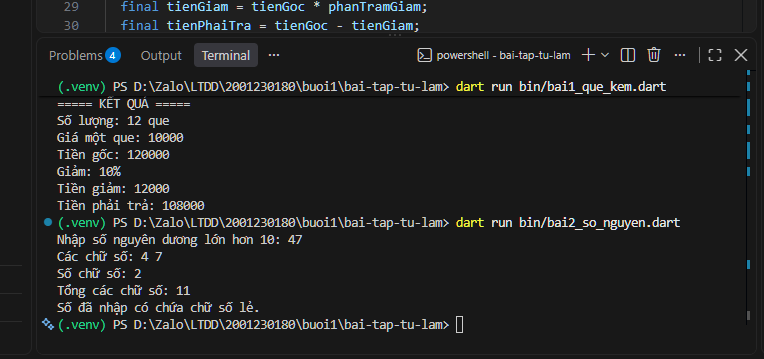 29 final tienGiam = tienGoc * phanTramGiam;
30 final tienPhaiTra = tienGoc - tienGiam;
Problems 4 Output Terminal ··· powershell - bai-tap-tu-lam
(.venv) PS D:\Zalo\LTDD\2001230180\buoi1\bai-tap-tu-lam> dart run bin/bai1_que_kem.dart
===== KẾT QUẢ =====
Số lượng: 12 que
Giá một que: 10000
Tiền gốc: 120000
Giảm: 10%
Tiền giảm: 12000
Tiền phải trả: 108000
(.venv) PS D:\Zalo\LTDD\2001230180\buoi1\bai-tap-tu-lam> dart run bin/bai2_so_nguyen.dart
Nhập số nguyên dương lớn hơn 10: 47
Các chữ số: 4 7
Số chữ số: 2
Tổng các chữ số: 11
Số đã nhập có chứa chữ số lẻ.
(.venv) PS D:\Zalo\LTDD\2001230180\buoi1\bai-tap-tu-lam>